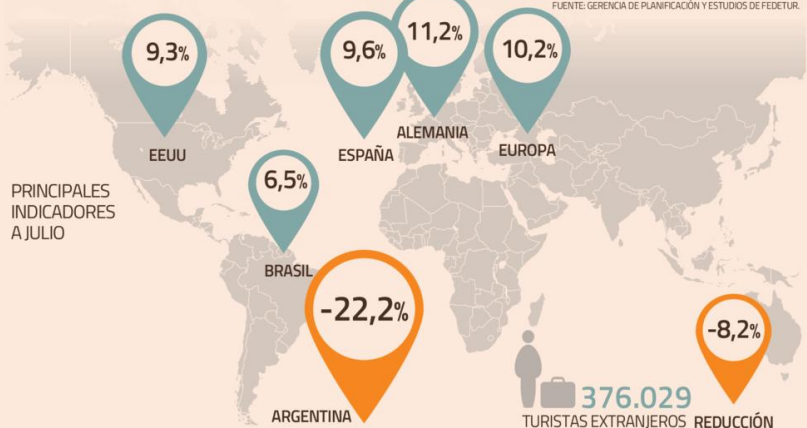 FUENTE: GERENCIA DE PLANIFICACIÓN Y ESTUDIOS DE FEDETUR.
9,3%
EEUU
9,6%
ESPAÑA
11,2%
ALEMANIA
10,2%
EUROPA
PRINCIPALES
INDICADORES
A JULIO
6,5%
BRASIL
-22,2%
ARGENTINA
376.029
TURISTAS EXTRANJEROS
-8,2%
REDUCCIÓN